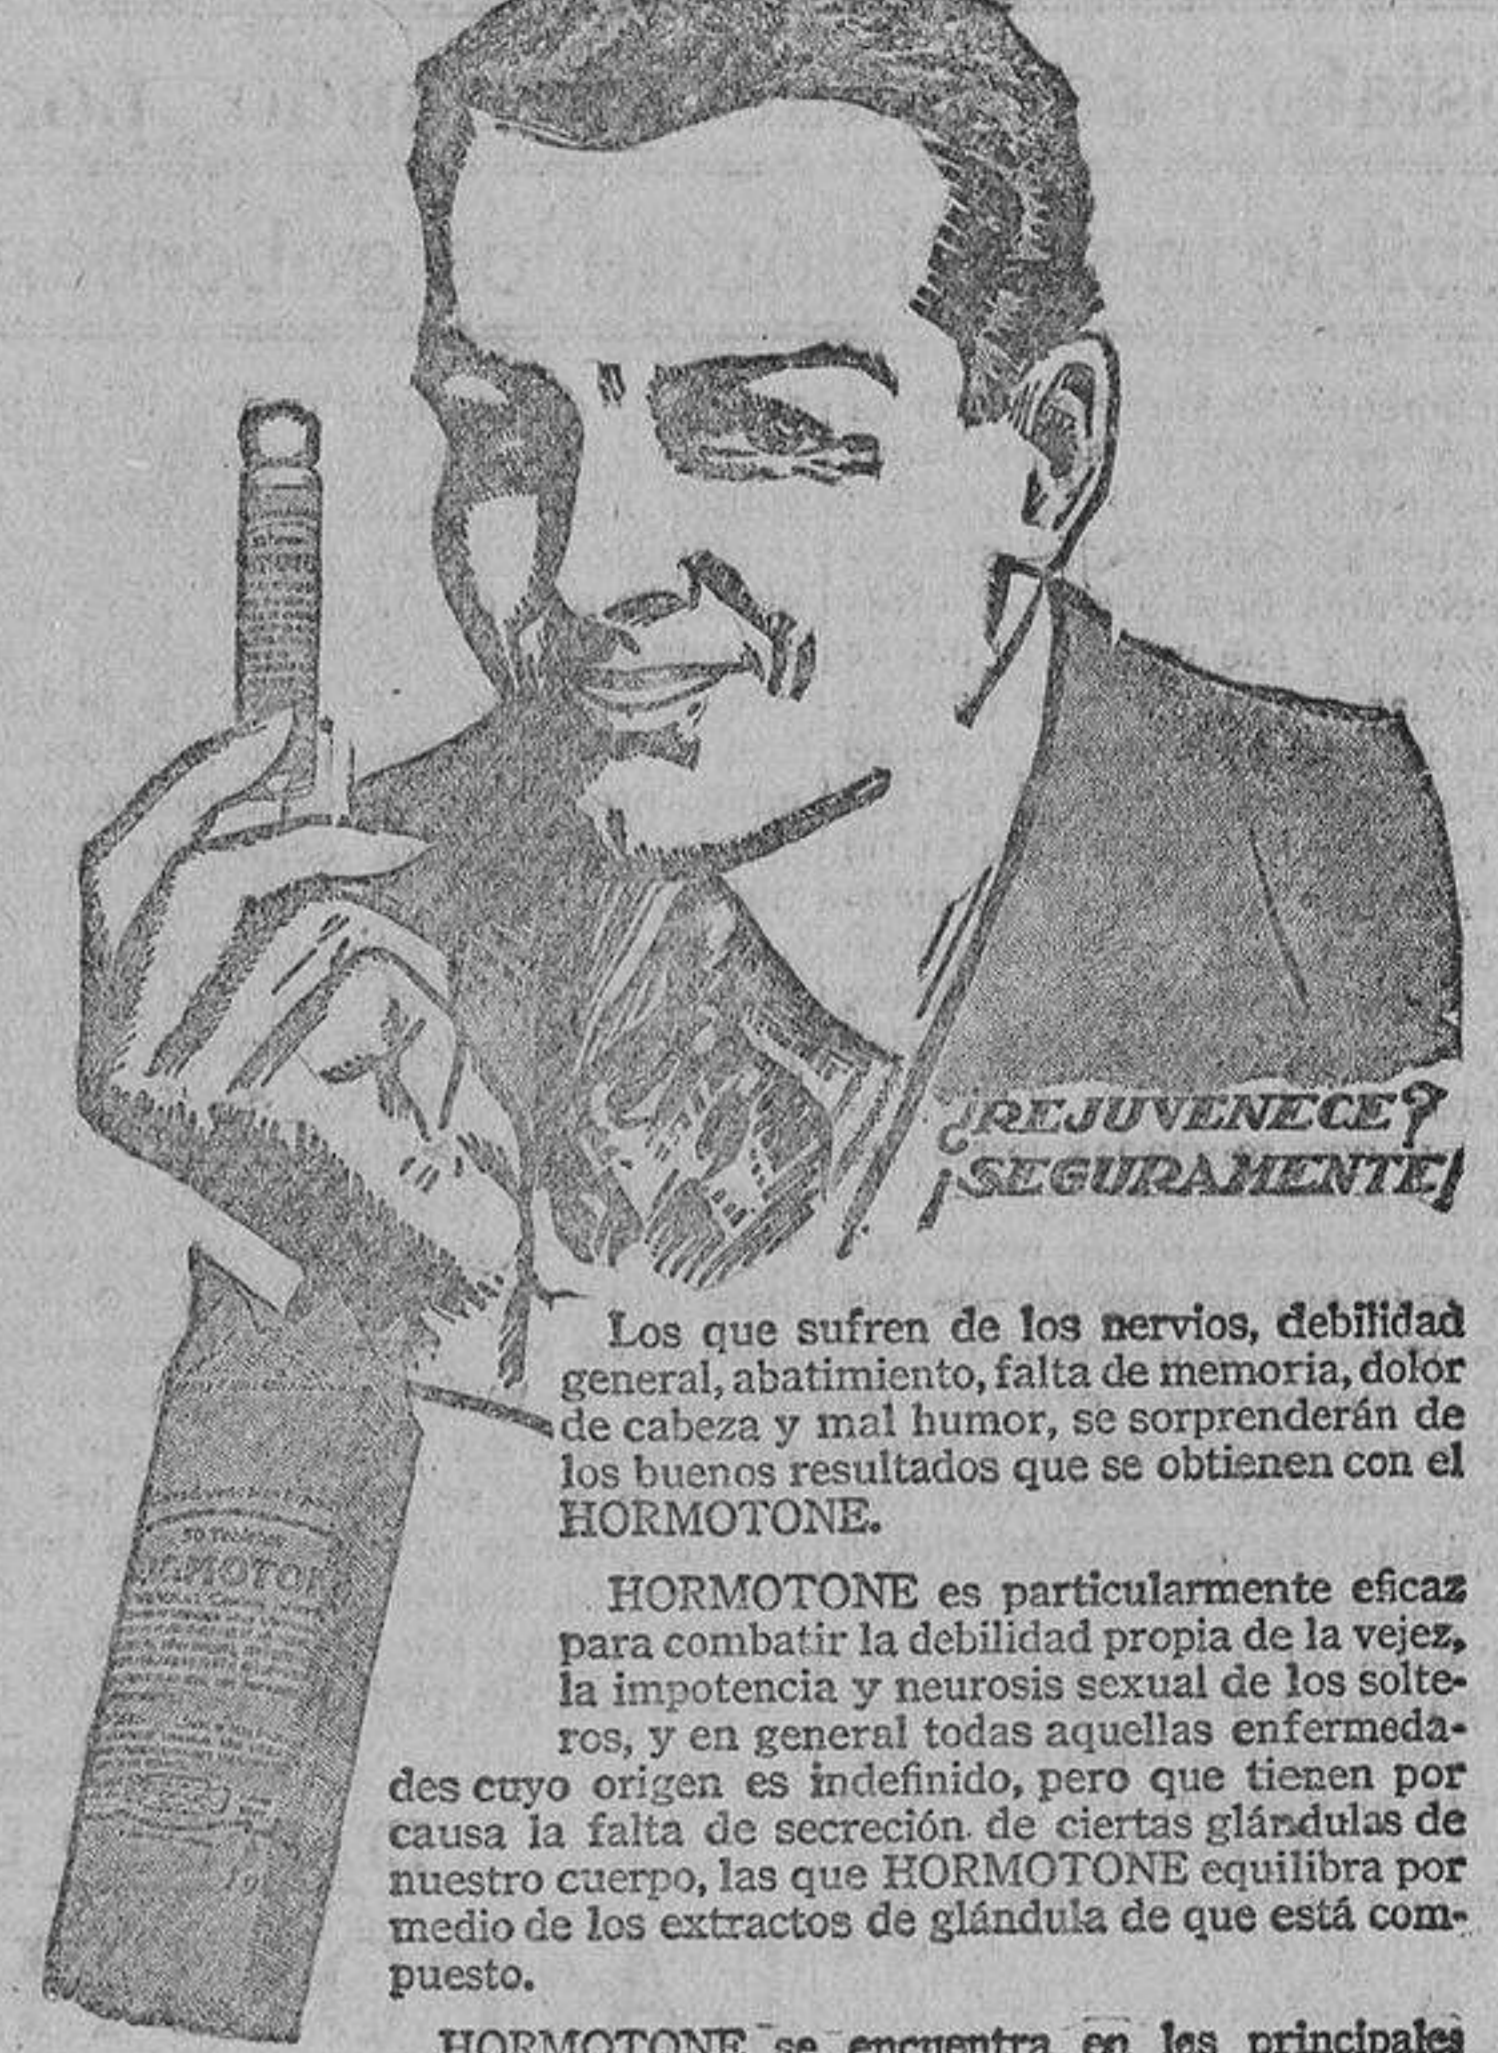 ¿REJUVENECE?
¡SEGURAMENTE!
Los que sufren de los nervios, debilidad
general, abatimiento, falta de memoria, dolor
de cabeza y mal humor, se sorprenderán de
los buenos resultados que se obtienen con el
HORMOTONE.
HORMOTONE es particularmente eficaz
para combatir la debilidad propia de la vejez,
la impotencia y neurosis sexual de los solte-
ros, y en general todas aquellas enfermeda-
des cuyo origen es indefinido, pero que tienen por
causa la falta de secreción de ciertas glándulas de
nuestro cuerpo, las que HORMOTONE equilibra por
medio de los extractos de glándula de que está com-
puesto.
HORMOTONE se encuentra en las principales
50